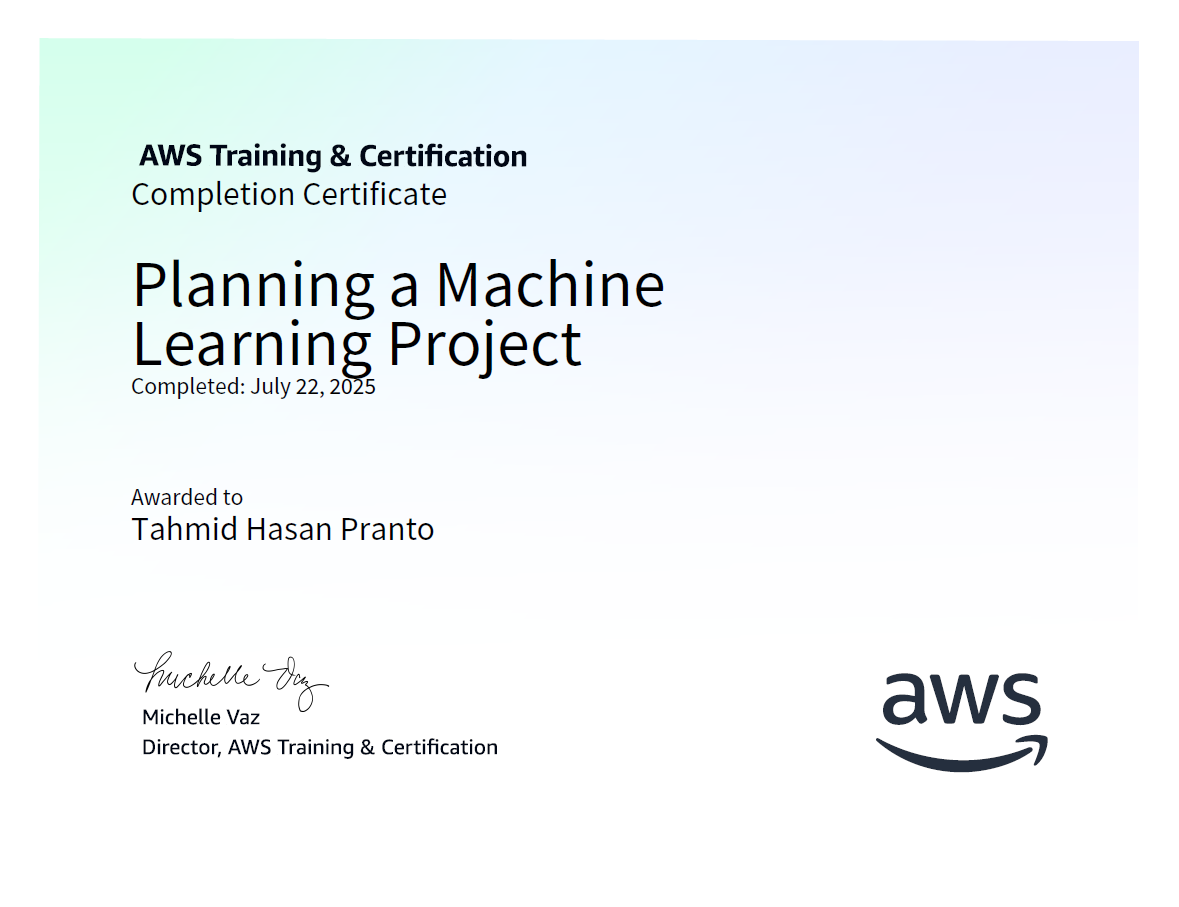 AWS Training & Certification
Completion Certificate
Planning a Machine
Learning Project
Completed: July 22, 2025
Awarded to
Tahmid Hasan Pranto
Michelle Vaz
Michelle Vaz
Director, AWS Training & Certification
aws